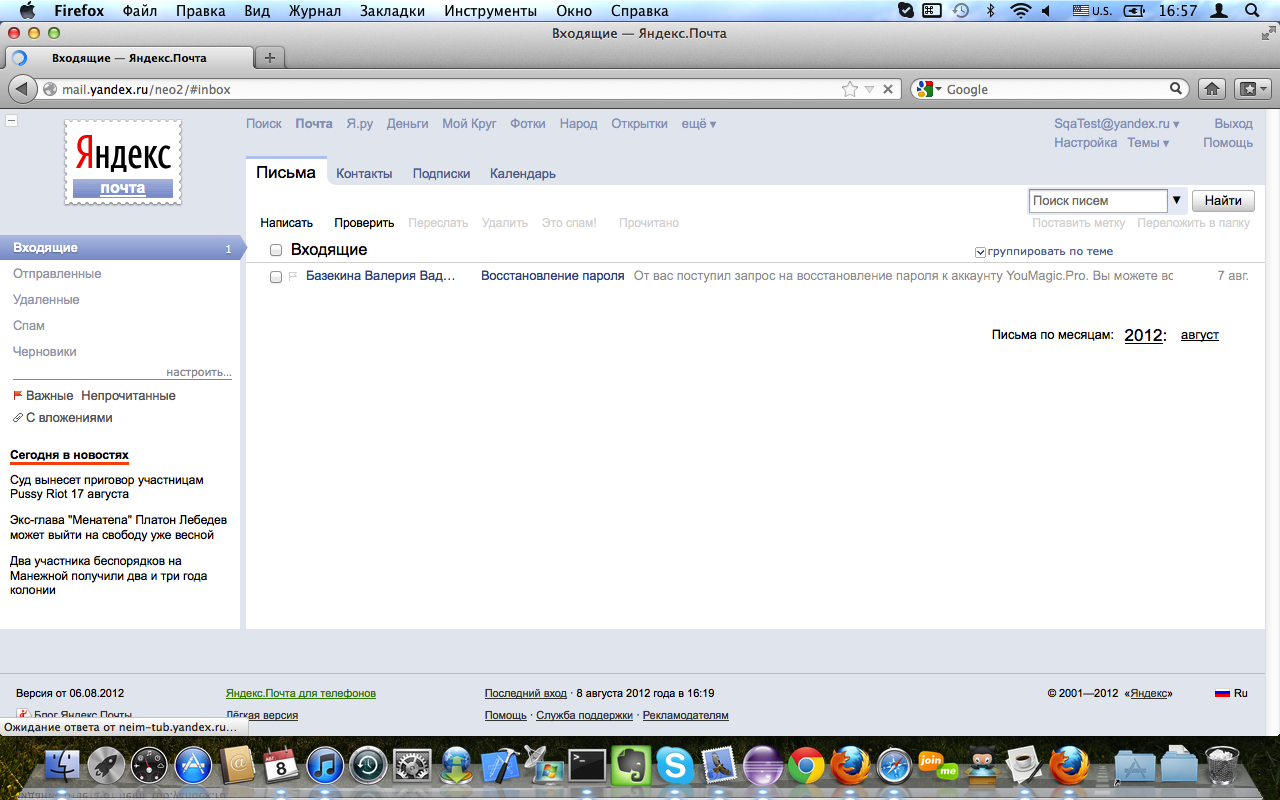 Firefox Файл Правка Вид Журнал Закладки Инструменты Окно Справка U.S. 16:57
Входящие — Яндекс.Почта
Входящие — Яндекс.Почта
mail.yandex.ru/neo2/#inbox Google
Яндекс
почта
Поиск Почта Я.ру Деньги Мой Круг Фотки Народ Открытки ещё ▾ SqaTest@yandex.ru ▾ Выход
Настройка Темы ▾ Помощь
Письма Контакты Подписки Календарь
Поиск писем ▼ Найти
Написать Проверить Переслать Удалить Это спам! Прочитано Поставить метку Переложить в папку
Входящие группировать по теме
Базекина Валерия Вад… Восстановление пароля От вас поступил запрос на восстановление пароля к аккаунту YouMagic.Pro. Вы можете вс 7 авг.
Письма по месяцам: 2012: август
Входящие 1
Отправленные
Удаленные
Спам
Черновики
настроить...
Важные Непрочитанные
С вложениями
Сегодня в новостях
Суд вынесет приговор участницам
Pussy Riot 17 августа
Экс-глава "Менатепа" Платон Лебедев
может выйти на свободу уже весной
Два участника беспорядков на
Манежной получили два и три года
колонии
Версия от 06.08.2012 Яндекс.Почта для телефонов Последний вход · 8 августа 2012 года в 16:19 © 2001—2012 «Яндекс» Ru
Блог Яндекс.Почты Лёгкая версия Помощь · Служба поддержки · Рекламодателям
Ожидание ответа от neim-tub.yandex.ru…
АВГ
8
join
me